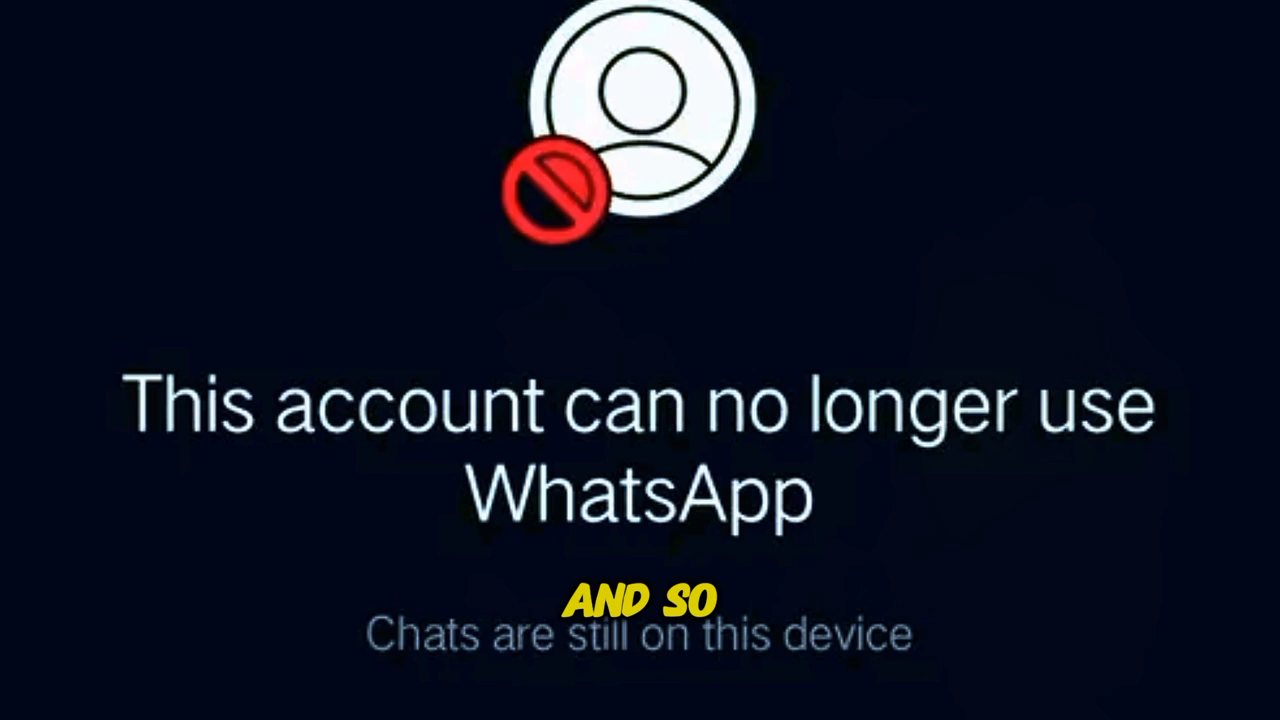 This account can no longer use
WhatsApp
AND SO
Chats are still on this device